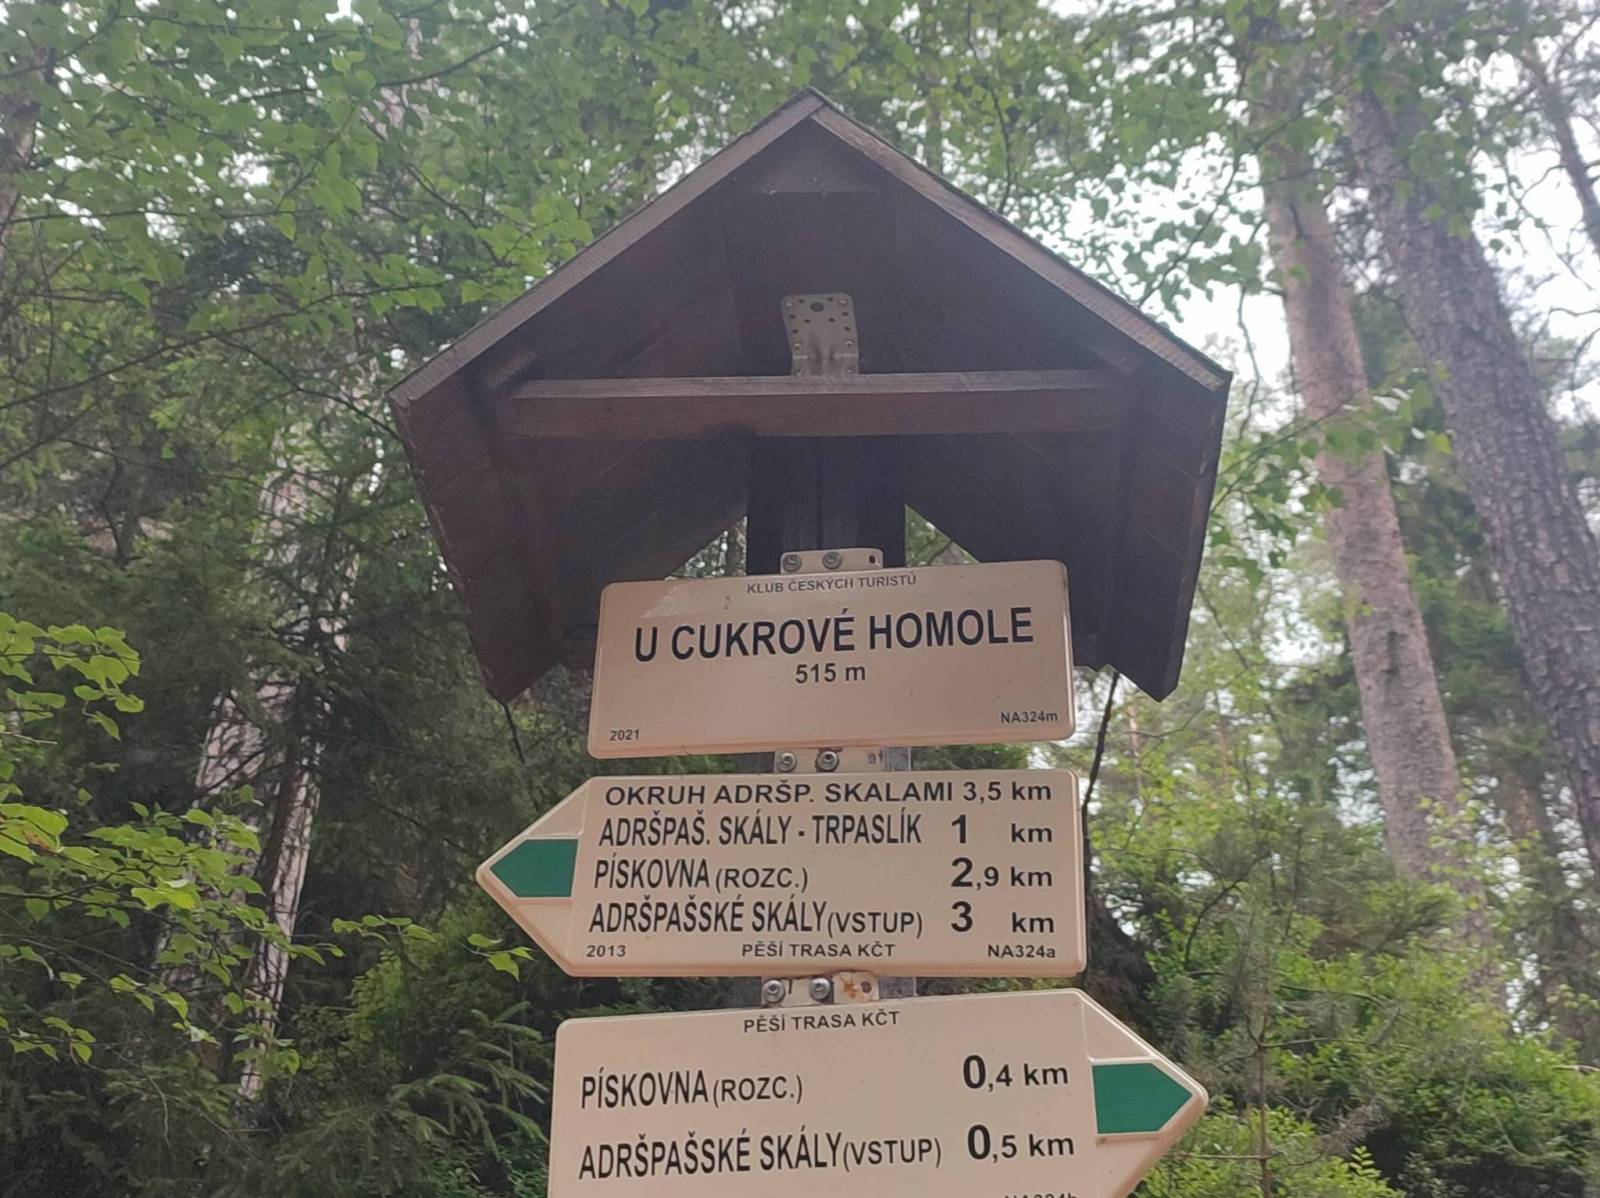 KLUB ČESKÝCH TURISTŮ
U CUKROVÉ HOMOLE
515 m
2021 NA324m
OKRUH ADRŠP. SKALAMI 3,5 km
ADRŠPAŠ. SKÁLY - TRPASLÍK 1 km
PÍSKOVNA (ROZC.) 2,9 km
ADRŠPAŠSKÉ SKÁLY (VSTUP) 3 km
2013 PĚŠÍ TRASA KČT NA324a
PĚŠÍ TRASA KČT
PÍSKOVNA (ROZC.) 0,4 km
ADRŠPAŠSKÉ SKÁLY (VSTUP) 0,5 km